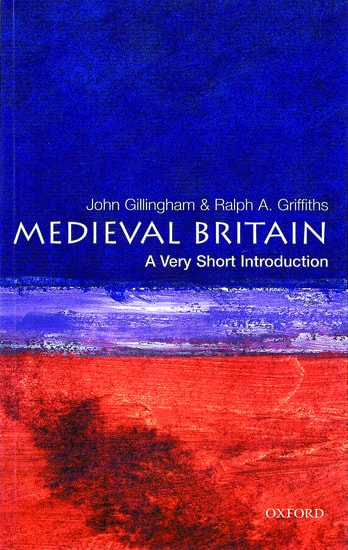 John Gillingham & Ralph A. Griffiths
MEDIEVAL BRITAIN
A Very Short Introduction
OXFORD